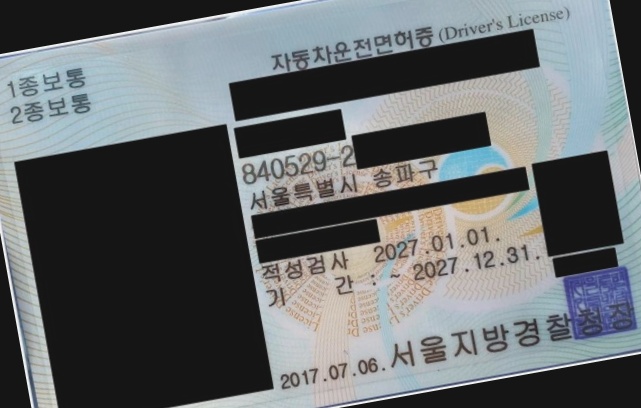 자동차운전면허증 (Driver's License)
1종보통
2종보통
840529-2
서울특별시 송파구
적성검사 2027.01.01.
기 간 : ~ 2027.12.31.
2017.07.06. 서울지방경찰청장